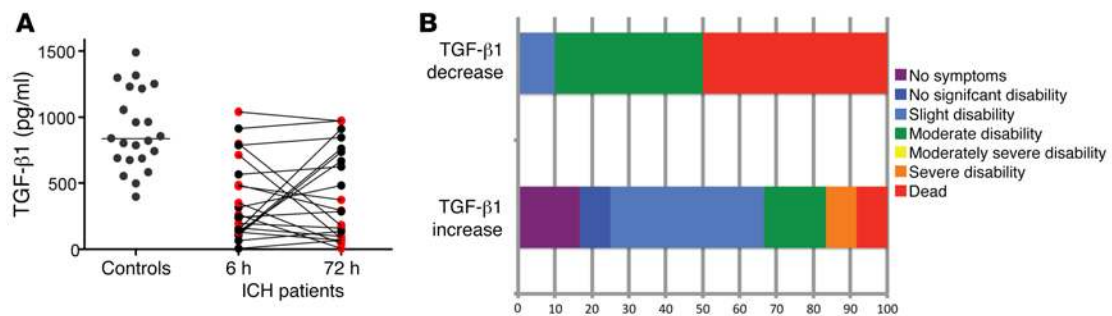 A
TGF-β1 (pg/ml)
1500
1000
500
0
Controls
6 h
72 h
ICH patients
B
TGF-β1
decrease
TGF-β1
increase
0 10 20 30 40 50 60 70 80 90 100
No symptoms
No signifcant disability
Slight disability
Moderate disability
Moderately severe disability
Severe disability
Dead